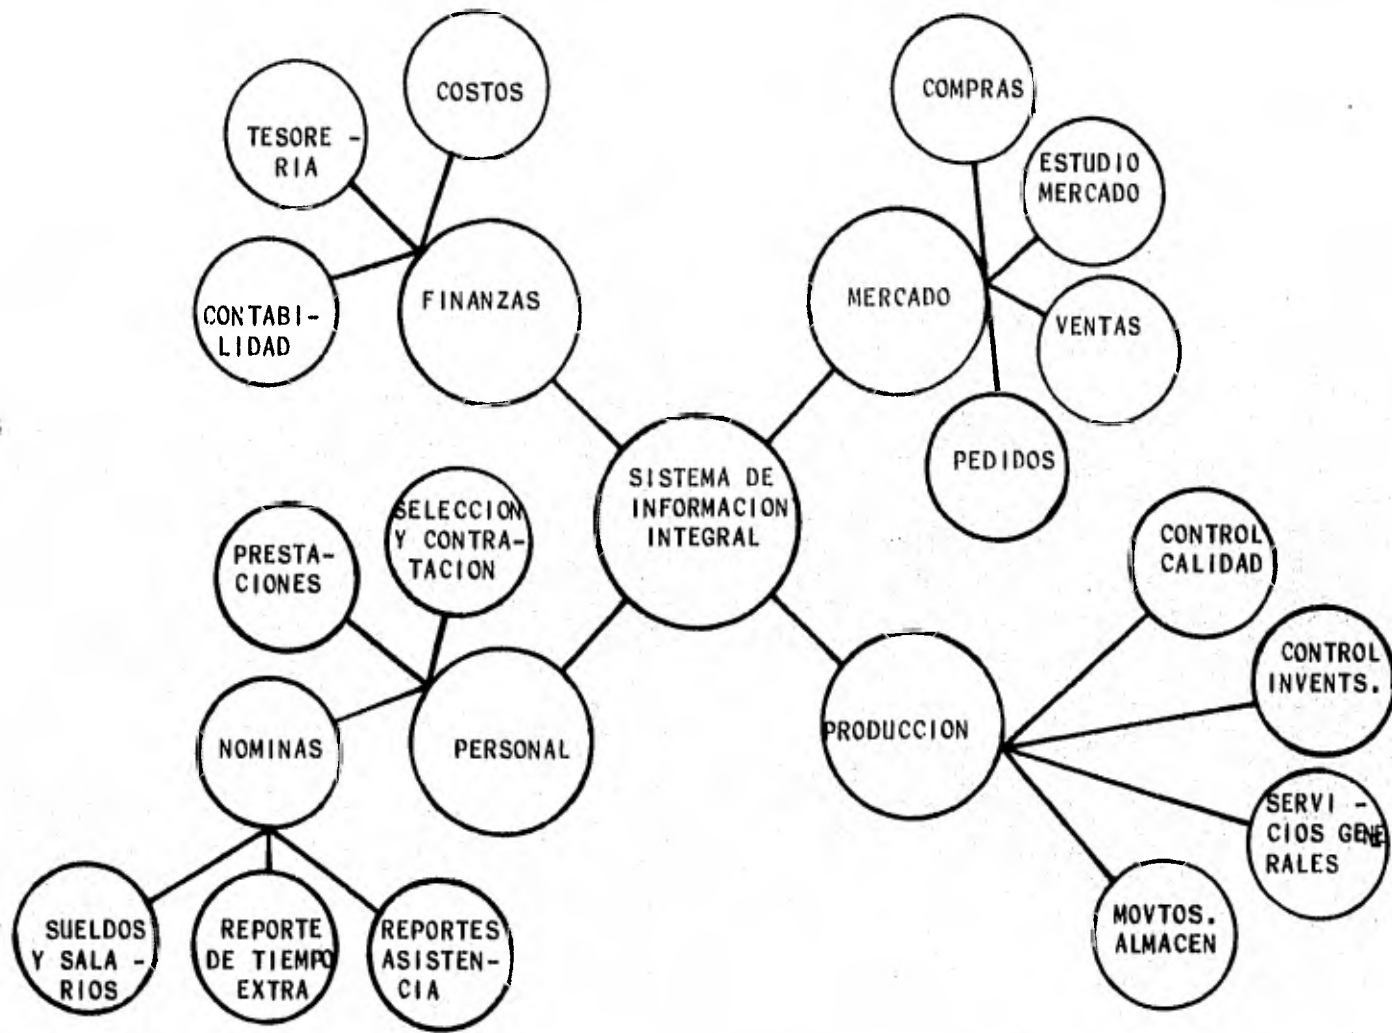 COSTOS
TESORE -
RIA
CONTABI-
LIDAD
FINANZAS
COMPRAS
ESTUDIO
MERCADO
MERCADO
VENTAS
PEDIDOS
SISTEMA DE
INFORMACION
INTEGRAL
SELECCION
Y CONTRA-
TACION
PRESTA-
CIONES
NOMINAS
PERSONAL
SUELDOS
Y SALA -
RIOS
REPORTE
DE TIEMPO
EXTRA
REPORTES
ASISTEN-
CIA
PRODUCCION
CONTROL
CALIDAD
CONTROL
INVENTS.
SERVI -
CIOS GENE
RALES
MOVTOS.
ALMACEN